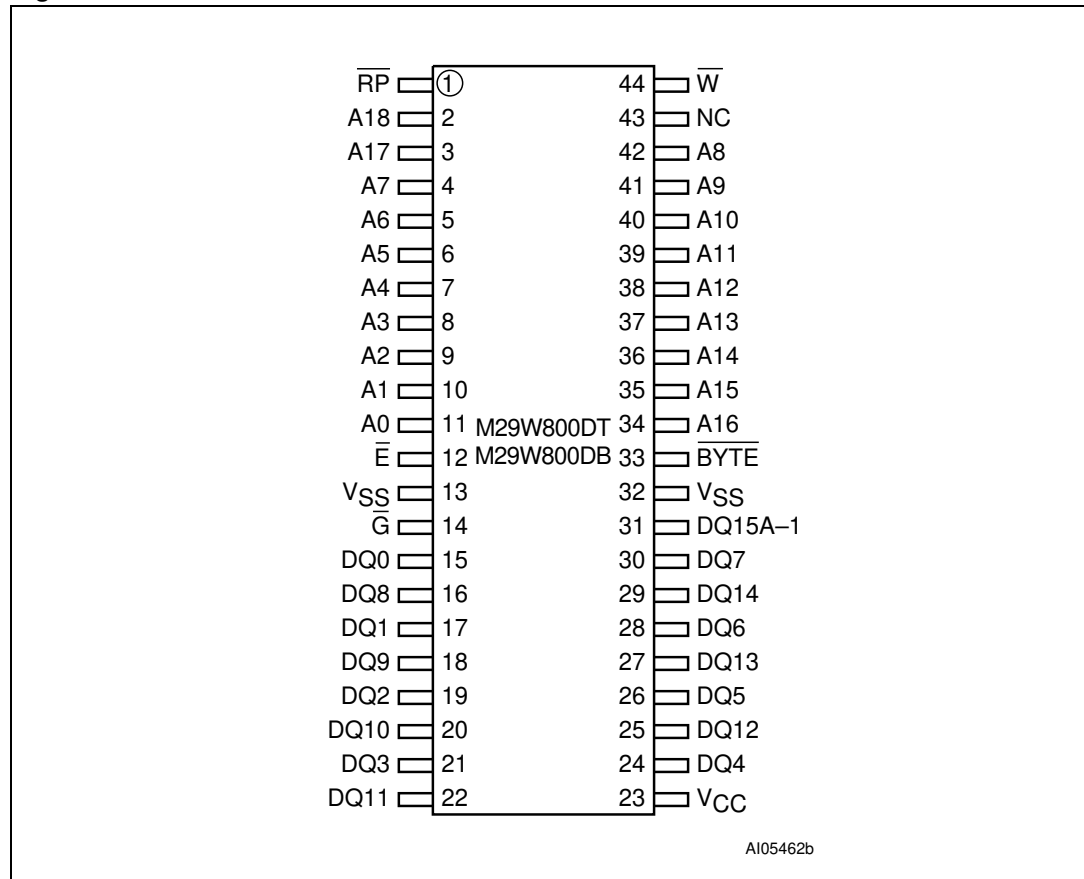 R̅P̅ 1 44 W̅
A18 2 43 NC
A17 3 42 A8
A7 4 41 A9
A6 5 40 A10
A5 6 39 A11
A4 7 38 A12
A3 8 37 A13
A2 9 36 A14
A1 10 35 A15
A0 11 M29W800DT 34 A16
E̅ 12 M29W800DB 33 B̅Y̅T̅E̅
VSS 13 32 VSS
G̅ 14 31 DQ15A–1
DQ0 15 30 DQ7
DQ8 16 29 DQ14
DQ1 17 28 DQ6
DQ9 18 27 DQ13
DQ2 19 26 DQ5
DQ10 20 25 DQ12
DQ3 21 24 DQ4
DQ11 22 23 VCC
AI05462b